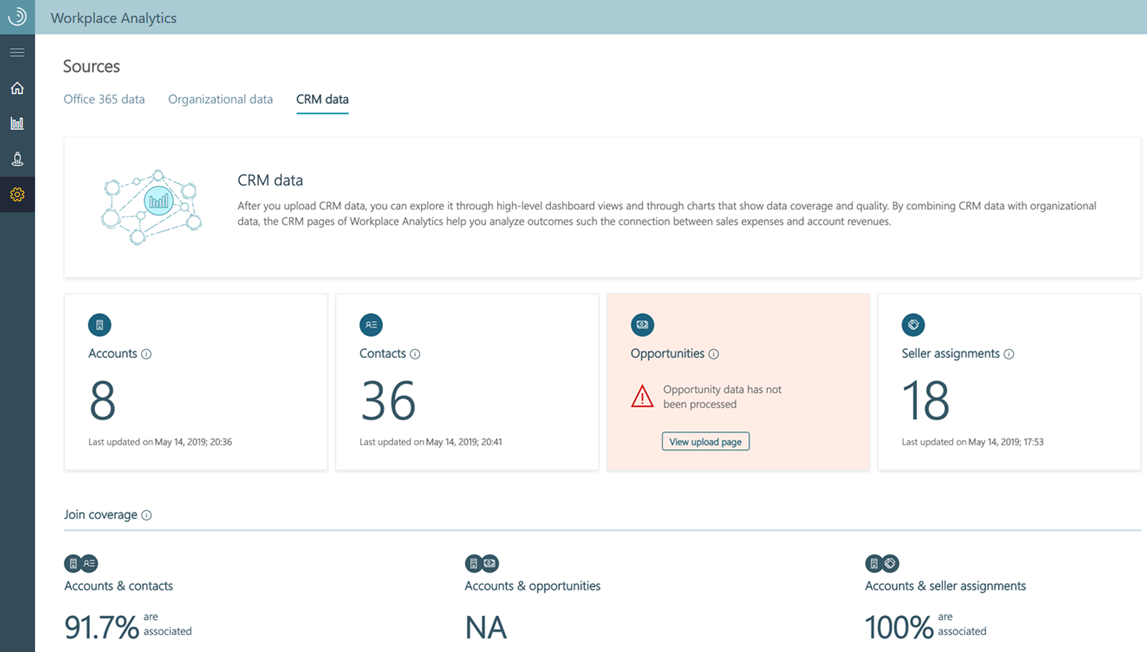 Workplace Analytics
Sources
Office 365 data
Organizational data
CRM data
CRM data
After you upload CRM data, you can explore it through high-level dashboard views and through charts that show data coverage and quality. By combining CRM data with organizational
data, the CRM pages of Workplace Analytics help you analyze outcomes such the connection between sales expenses and account revenues.
Accounts
8
Last updated on May 14, 2019; 20:36
Contacts
36
Last updated on May 14, 2019; 20:41
Opportunities
Opportunity data has not
been processed
View upload page
Seller assignments
18
Last updated on May 14, 2019; 17:53
Join coverage
Accounts & contacts
91.7% are
associated
Accounts & opportunities
NA
Accounts & seller assignments
100% are
associated